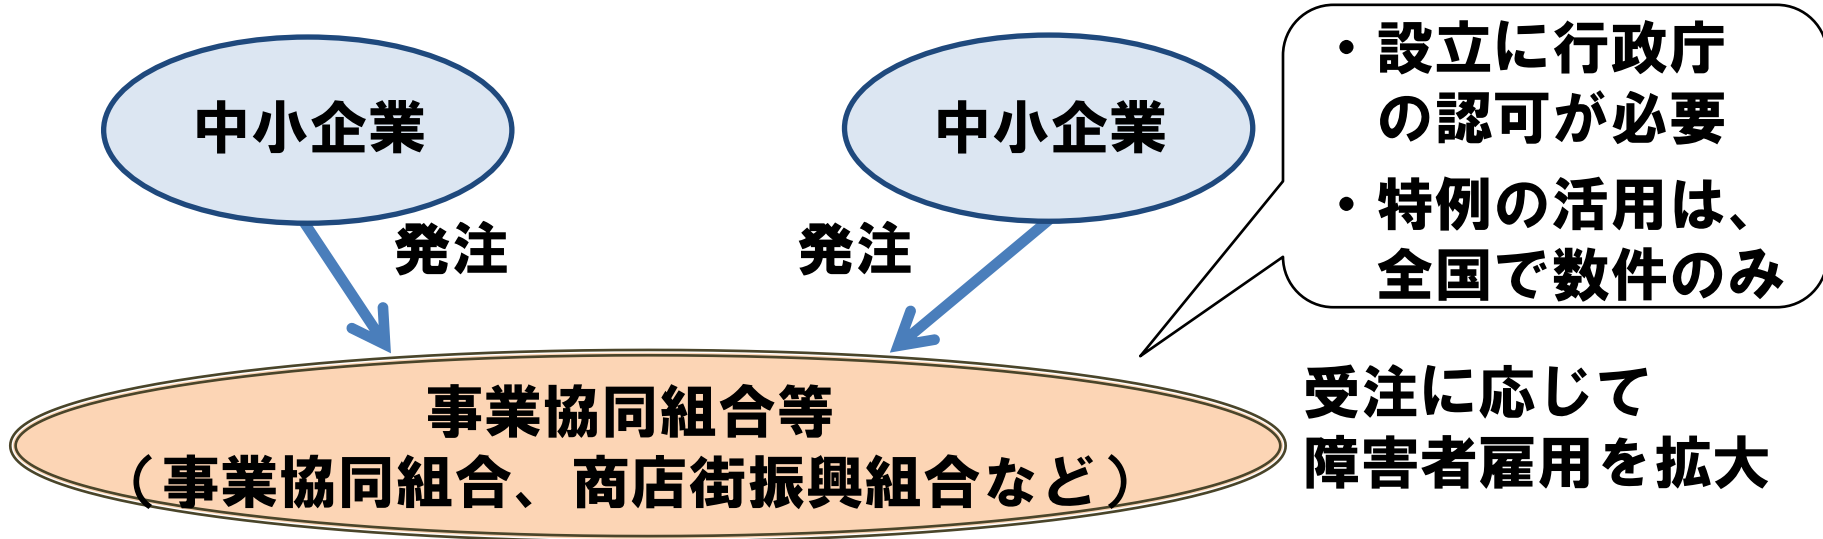 中小企業
中小企業
・設立に行政庁
の認可が必要
・特例の活用は、
全国で数件のみ
発注
発注
事業協同組合等
（事業協同組合、商店街振興組合など）
受注に応じて
障害者雇用を拡大